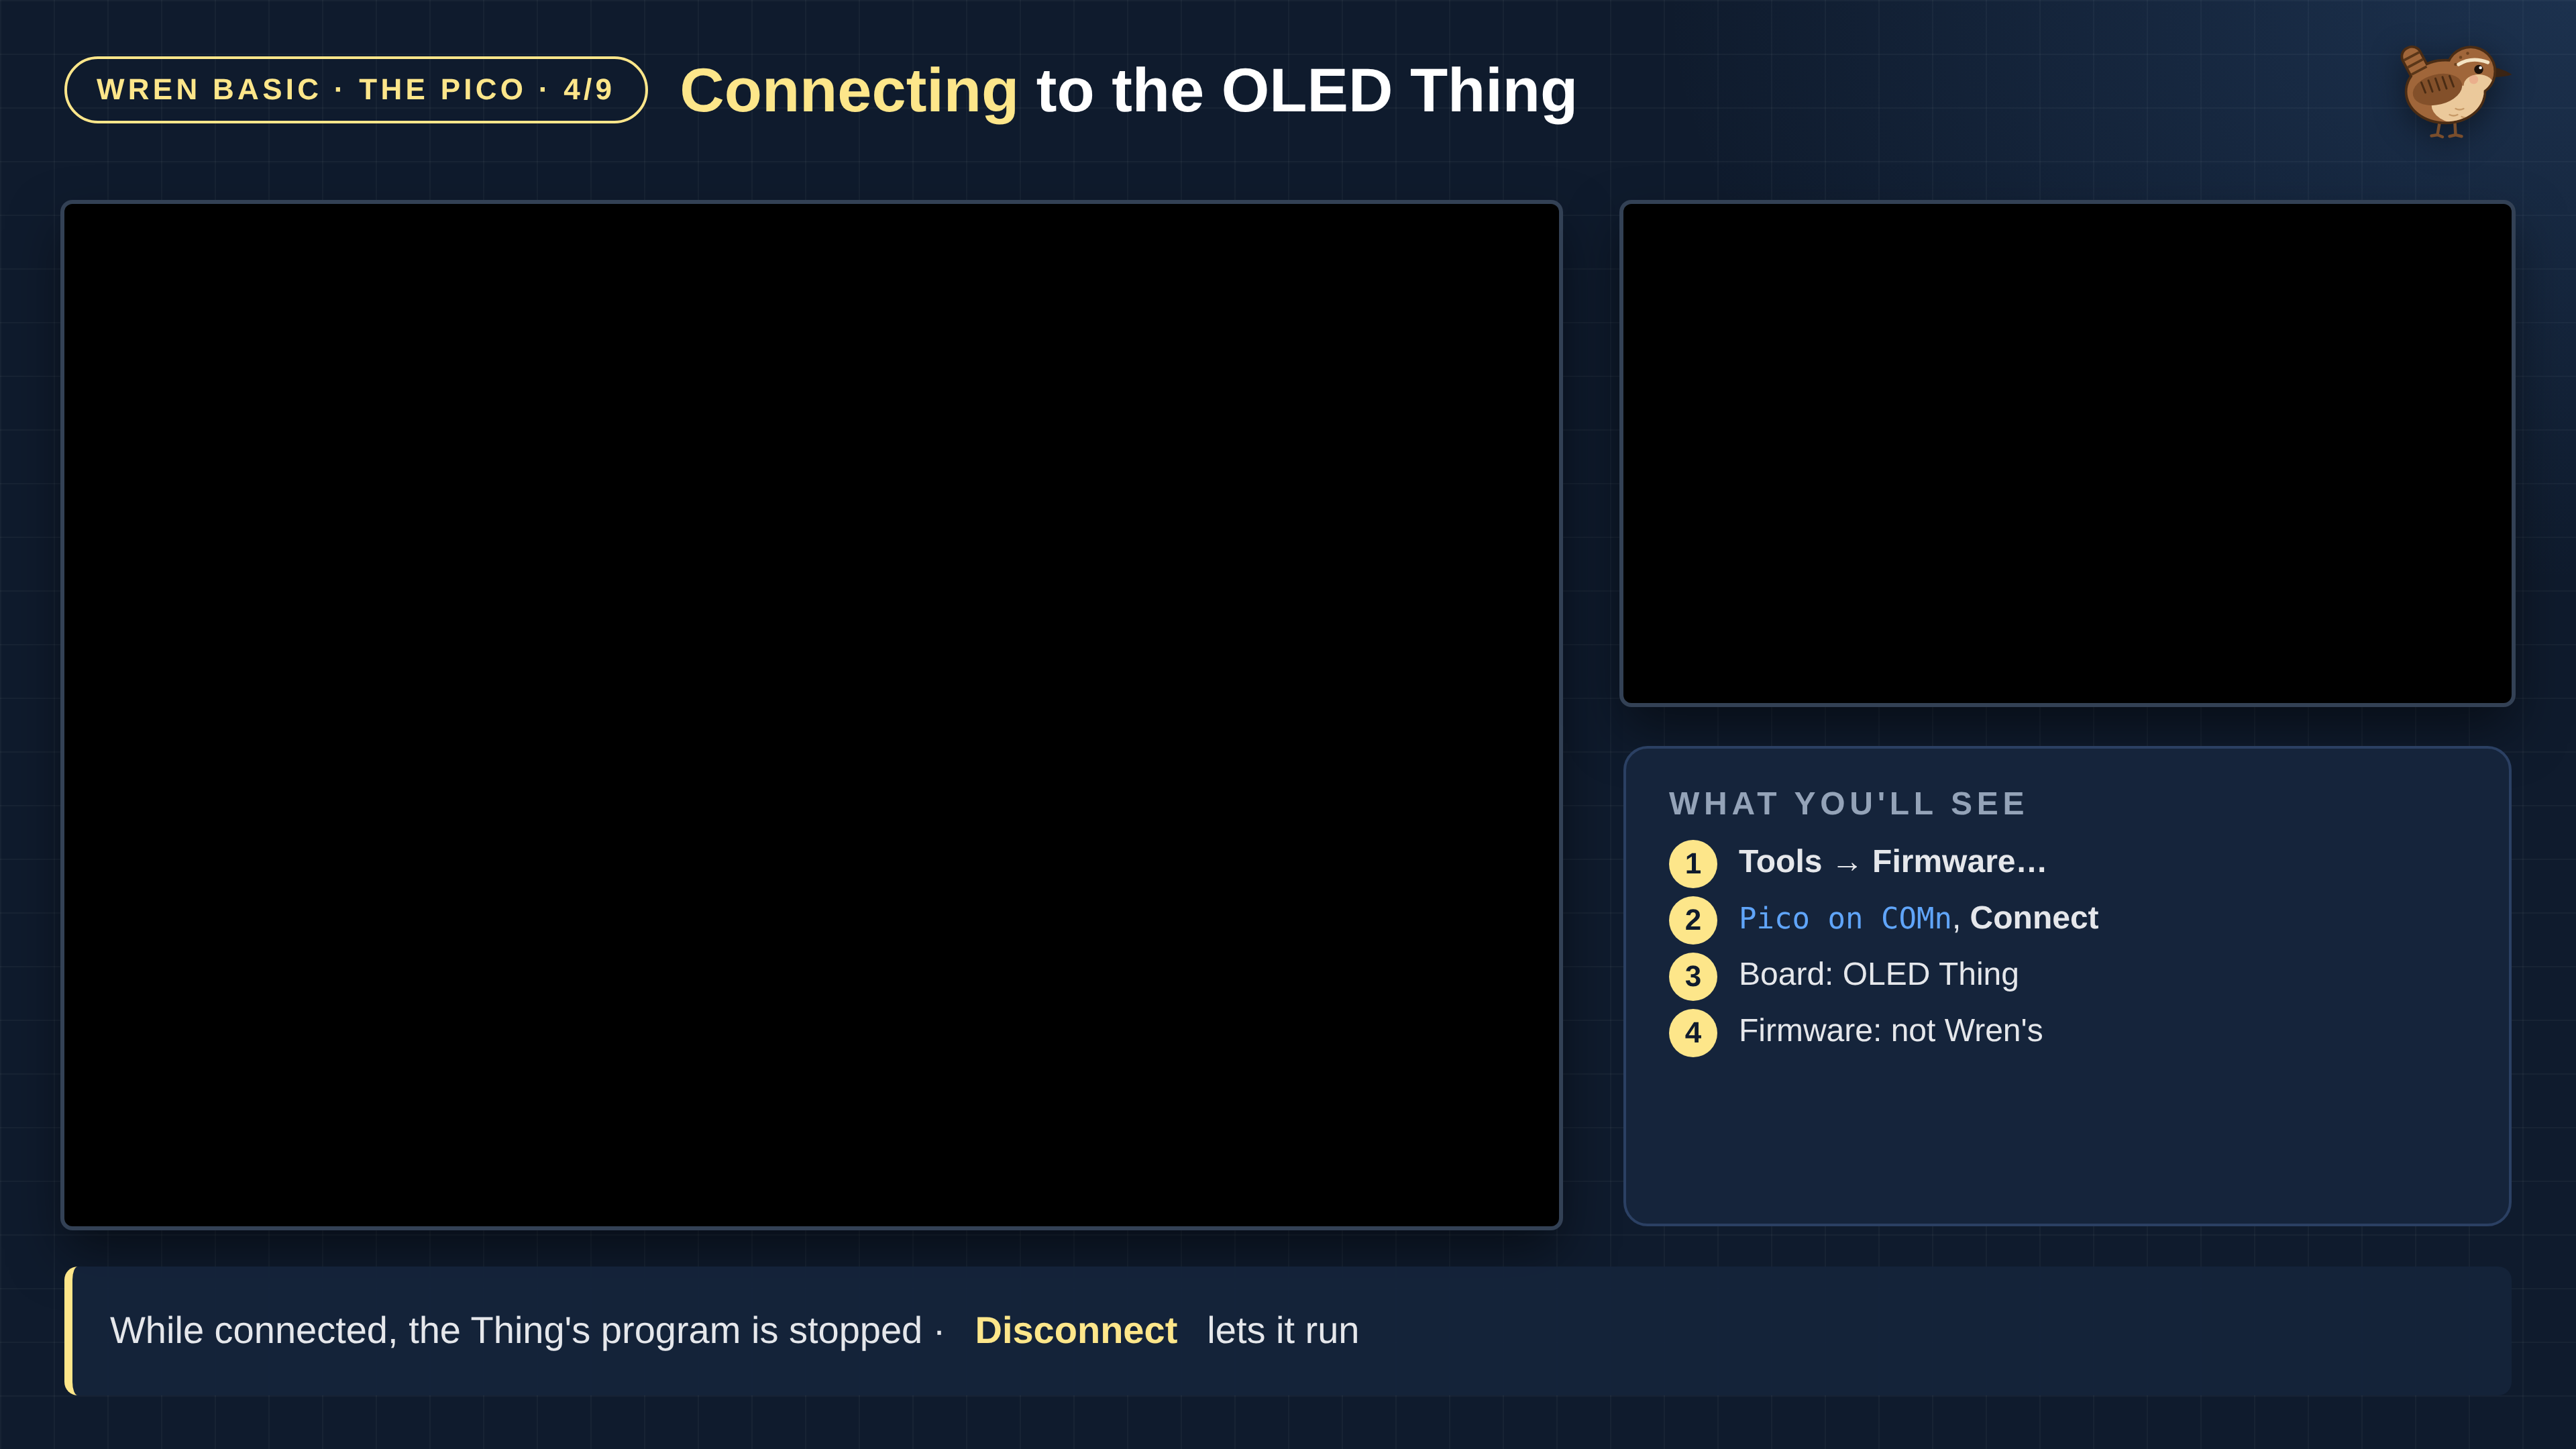 WREN BASIC · THE PICO · 4/9
Connecting to the OLED Thing
WHAT YOU'LL SEE
1 Tools → Firmware…
2 Pico on COMn, Connect
3 Board: OLED Thing
4 Firmware: not Wren's
While connected, the Thing's program is stopped · Disconnect lets it run